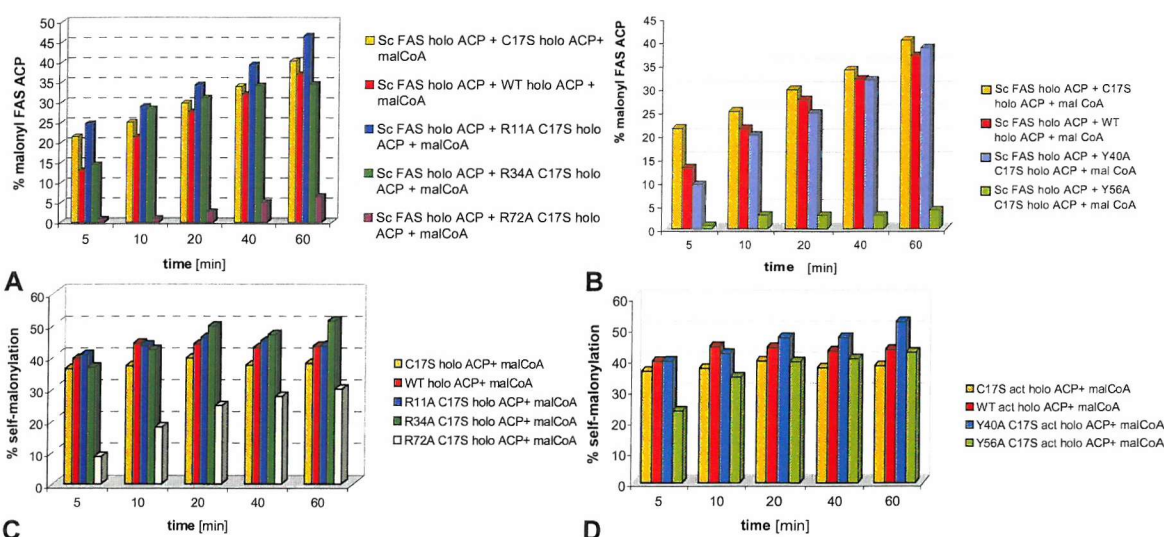 % malonyl FAS ACP
50
45
40
35
30
25
20
15
10
5
0
5 10 20 40 60
time [min]
A
Sc FAS holo ACP + C17S holo ACP+
malCoA
Sc FAS holo ACP + WT holo ACP +
malCoA
Sc FAS holo ACP + R11A C17S holo
ACP + malCoA
Sc FAS holo ACP + R34A C17S holo
ACP + malCoA
Sc FAS holo ACP + R72A C17S holo
ACP + malCoA
% malonyl FAS ACP
45
40
35
30
25
20
15
10
5
0
5 10 20 40 60
time [min]
B
Sc FAS holo ACP + C17S
holo ACP + mal CoA
Sc FAS holo ACP + WT
holo ACP + mal CoA
Sc FAS holo ACP + Y40A
C17S holo ACP + mal CoA
Sc FAS holo ACP + Y56A
C17S holo ACP + mal CoA
% self-malonylation
60
50
40
30
20
10
0
5 10 20 40 60
time [min]
C
C17S holo ACP+ malCoA
WT holo ACP+ malCoA
R11A C17S holo ACP+ malCoA
R34A C17S holo ACP+ malCoA
R72A C17S holo ACP+ malCoA
% self-malonylation
60
50
40
30
20
10
0
5 10 20 40 60
time [min]
D
C17S act holo ACP+ malCoA
WT act holo ACP+ malCoA
Y40A C17S act holo ACP+ malCoA
Y56A C17S act holo ACP+ malCoA